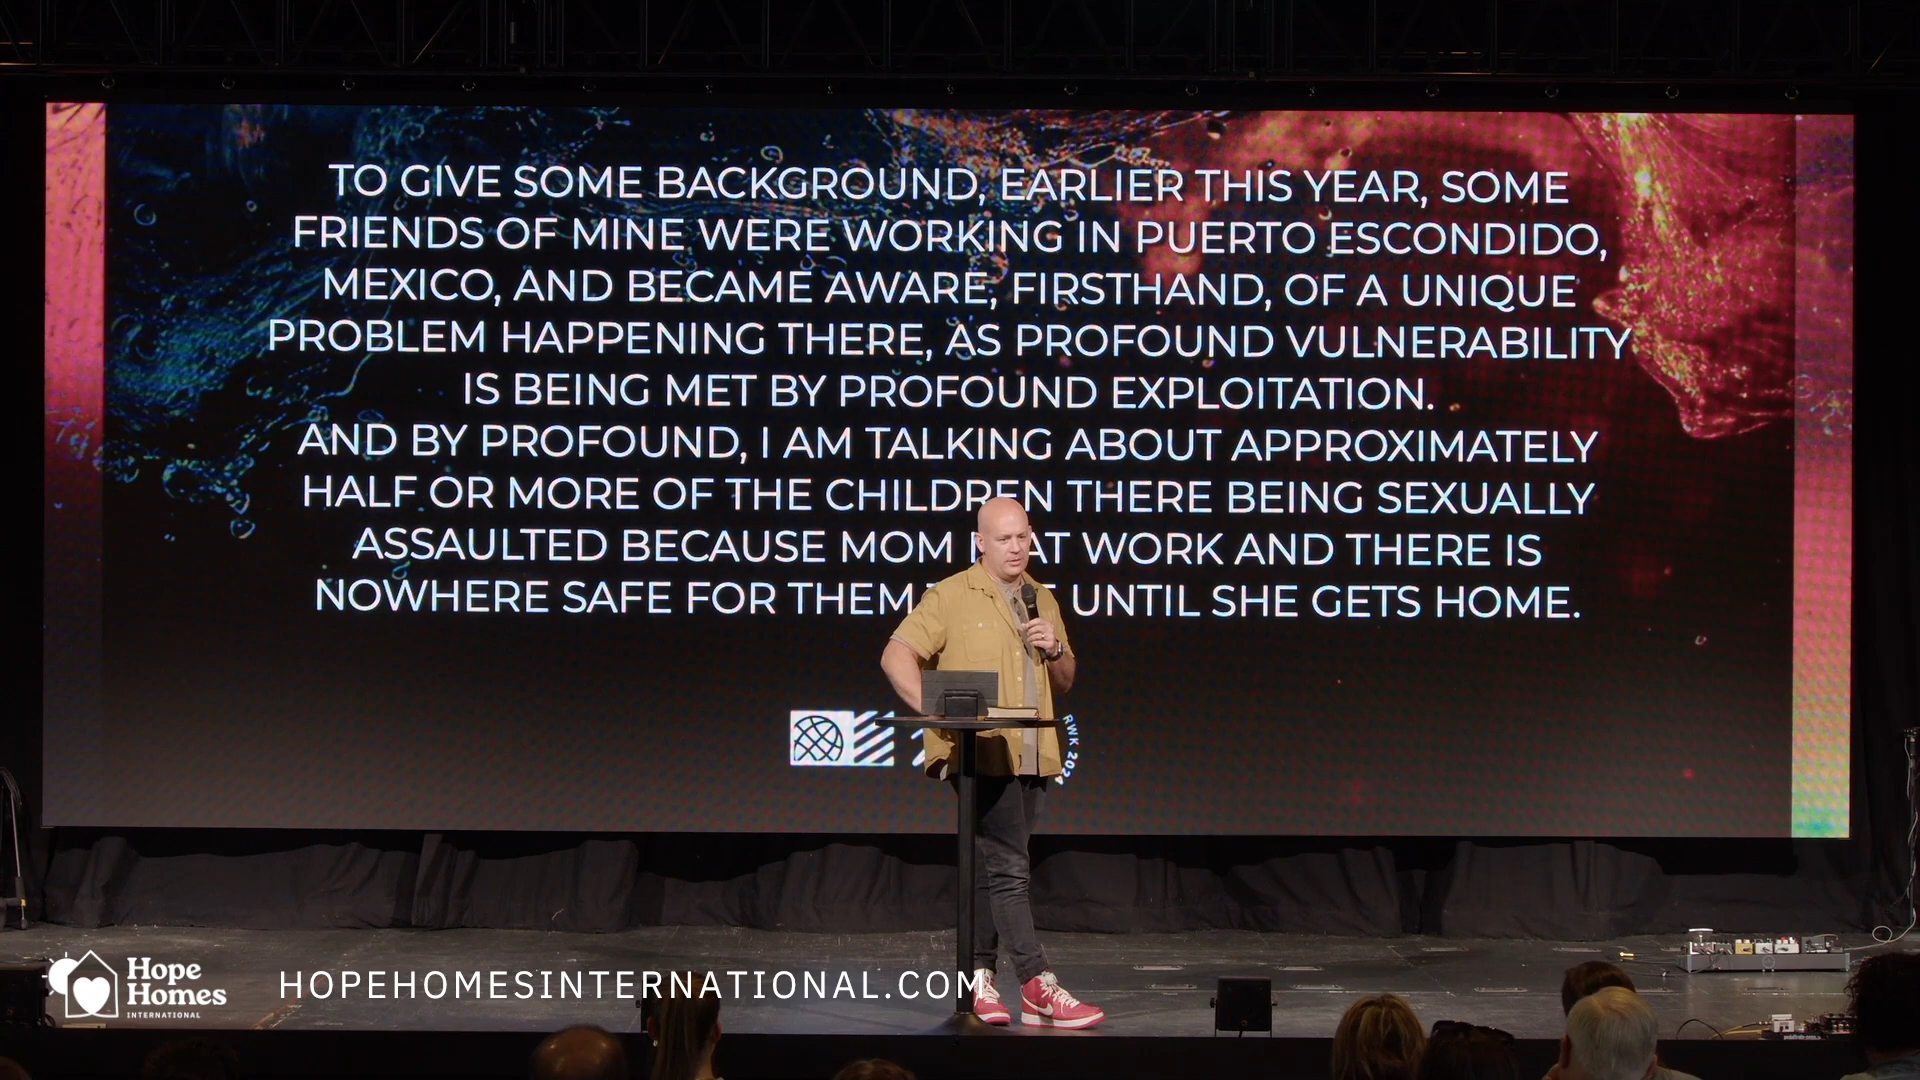 TO GIVE SOME BACKGROUND, EARLIER THIS YEAR, SOME
FRIENDS OF MINE WERE WORKING IN PUERTO ESCONDIDO,
MEXICO, AND BECAME AWARE, FIRSTHAND, OF A UNIQUE
PROBLEM HAPPENING THERE, AS PROFOUND VULNERABILITY
IS BEING MET BY PROFOUND EXPLOITATION.
AND BY PROFOUND, I AM TALKING ABOUT APPROXIMATELY
HALF OR MORE OF THE CHILDREN THERE BEING SEXUALLY
ASSAULTED BECAUSE MOM AT WORK AND THERE IS
NOWHERE SAFE FOR THEM UNTIL SHE GETS HOME.
RWK 2024
Hope
Homes
INTERNATIONAL
HOPEHOMESINTERNATIONAL.COM